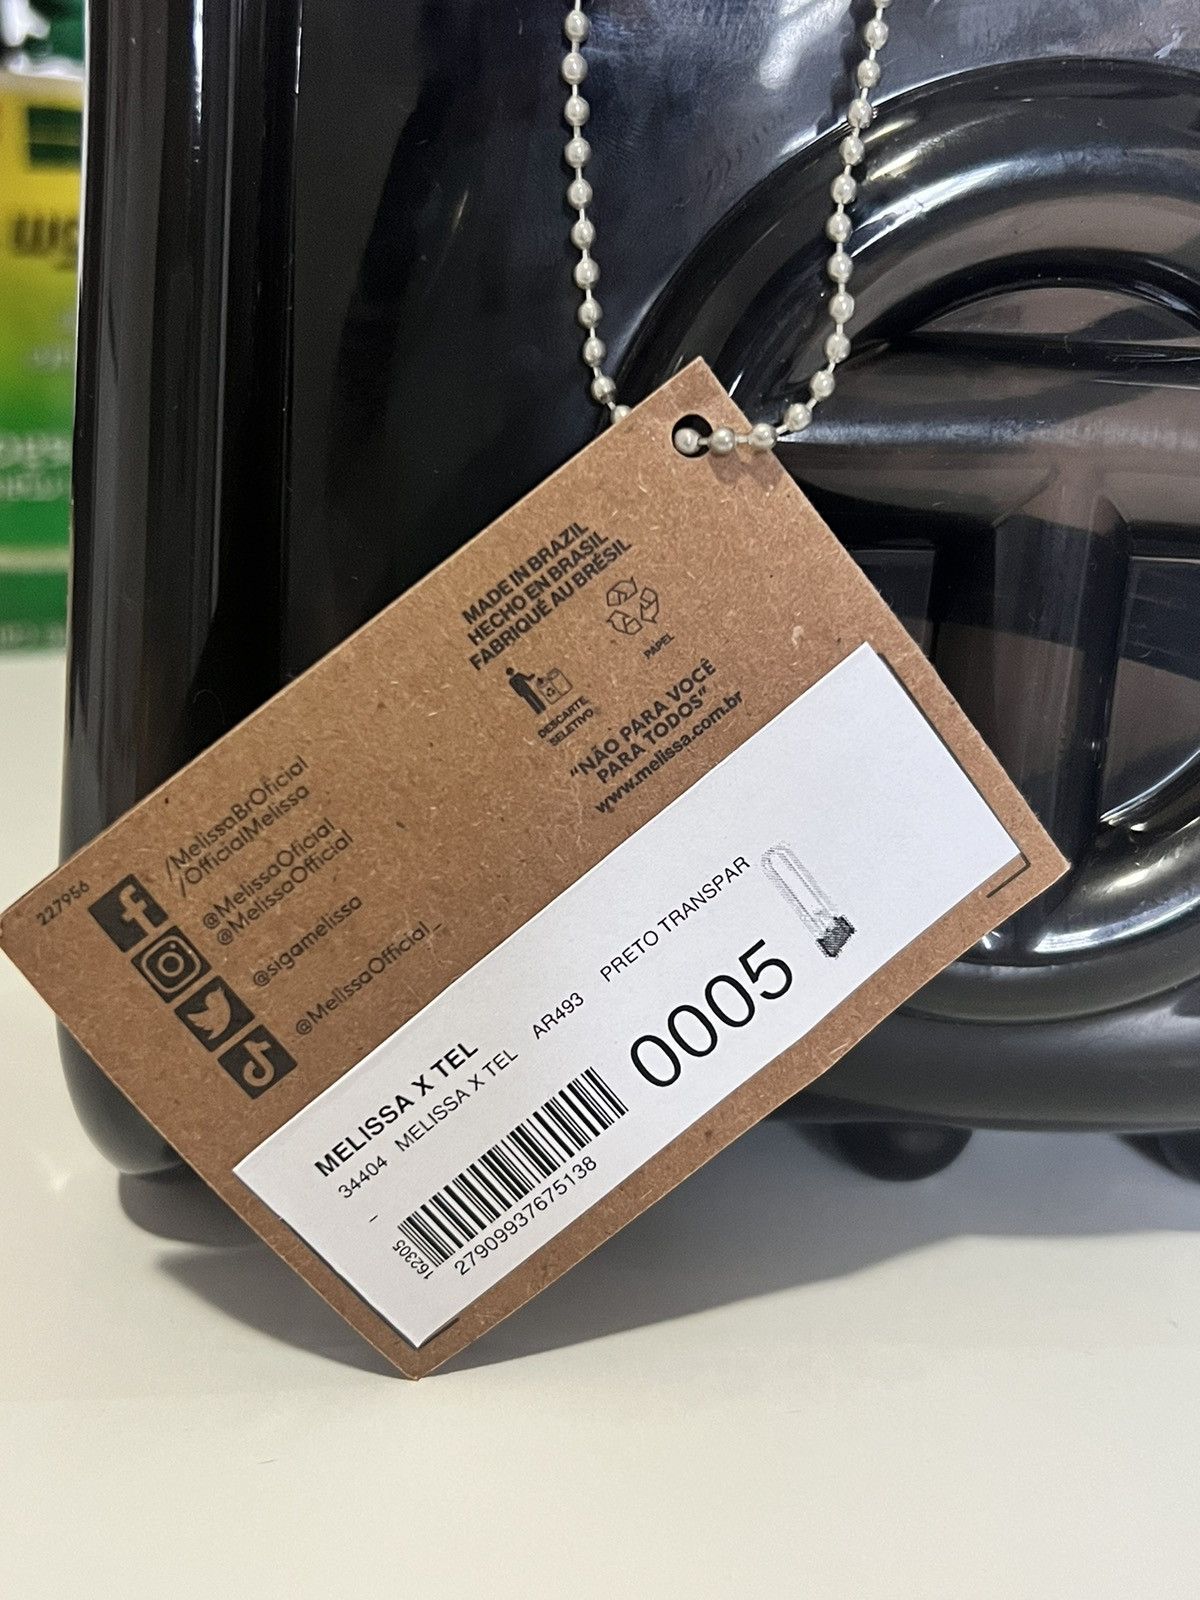 MADE IN BRAZIL
HECHO EN BRASIL
FABRIQUÉ AU BRÉSIL
PAPEL
DESCARTE
SELETIVO
“NÃO PARA VOCÊ
PARA TODOS”
www.melissa.com.br
227956
/MelissaBrOficial
/OfficialMelissa
@MelissaOficial
@MelissaOfficial
@sigamelissa
@MelissaOfficial_
MELISSA X TEL
34404 MELISSA X TEL AR493 PRETO TRANSPAR
0005
162305
27909937675138